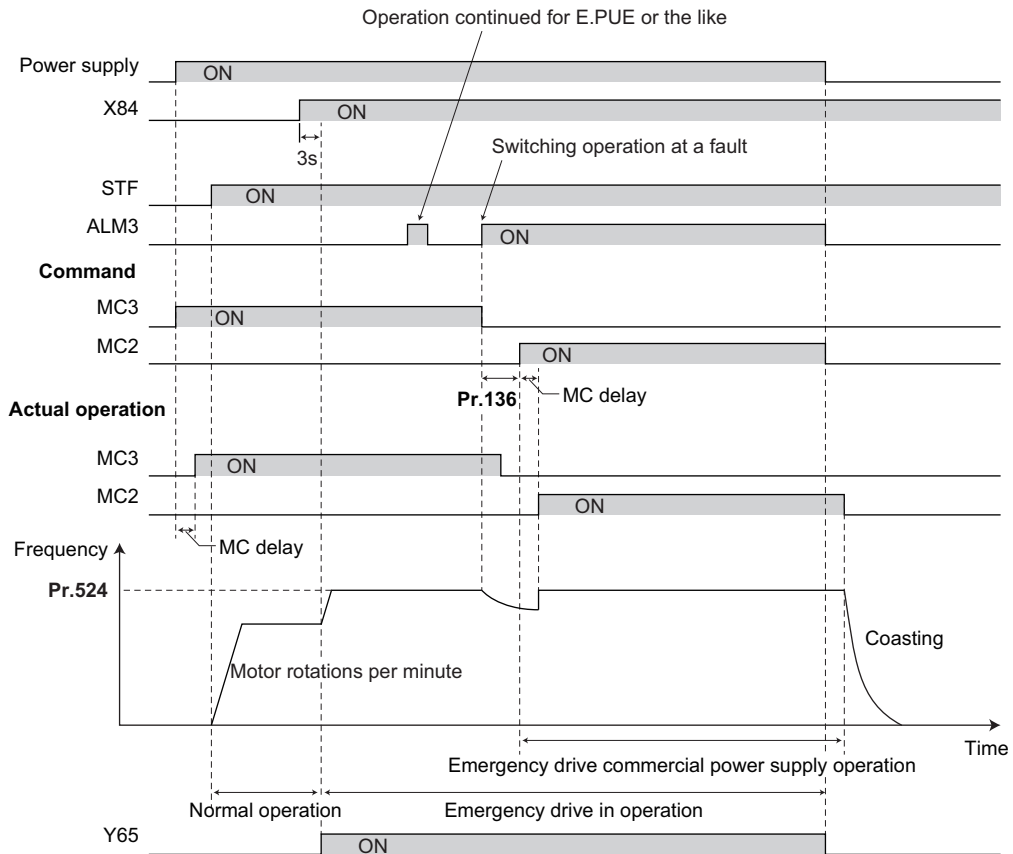 Operation continued for E.PUE or the like
Power supply
ON
X84
ON
3s
Switching operation at a fault
STF
ON
ALM3
ON
Command
MC3
ON
MC2
ON
Pr.136
MC delay
Actual operation
MC3
ON
MC2
ON
MC delay
Frequency
Pr.524
Coasting
Motor rotations per minute
Time
Emergency drive commercial power supply operation
Normal operation
Emergency drive in operation
Y65
ON